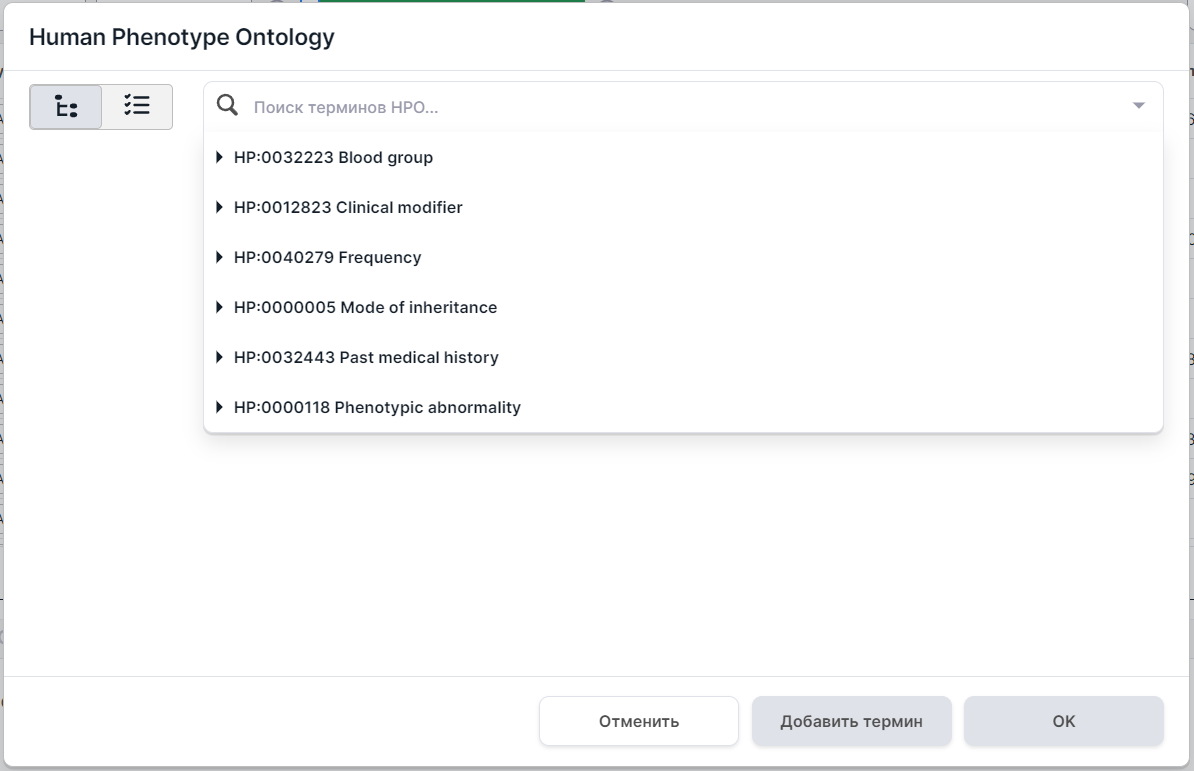 Human Phenotype Ontology
Поиск терминов HPO...
HP:0032223 Blood group
HP:0012823 Clinical modifier
HP:0040279 Frequency
HP:0000005 Mode of inheritance
HP:0032443 Past medical history
HP:0000118 Phenotypic abnormality
Отменить
Добавить термин
ОК